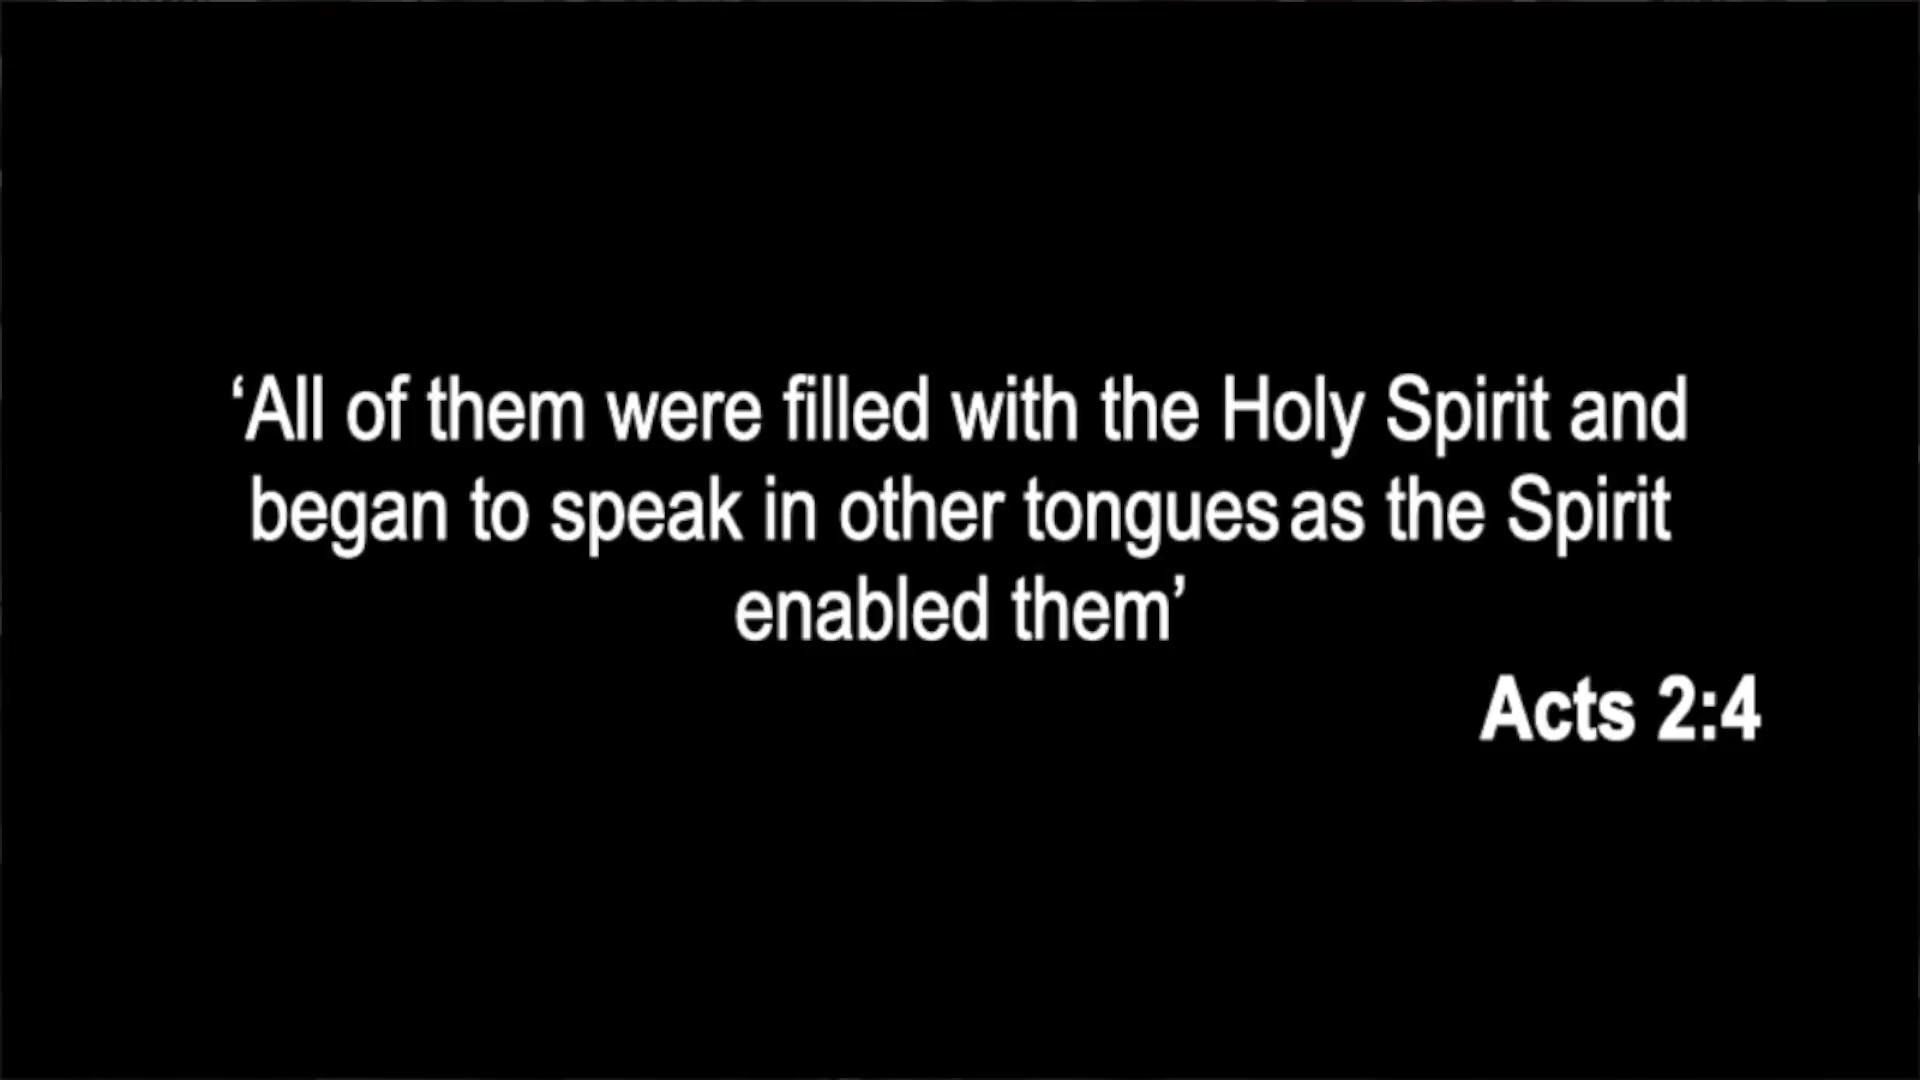 ‘All of them were filled with the Holy Spirit and
began to speak in other tongues as the Spirit
enabled them’
Acts 2:4